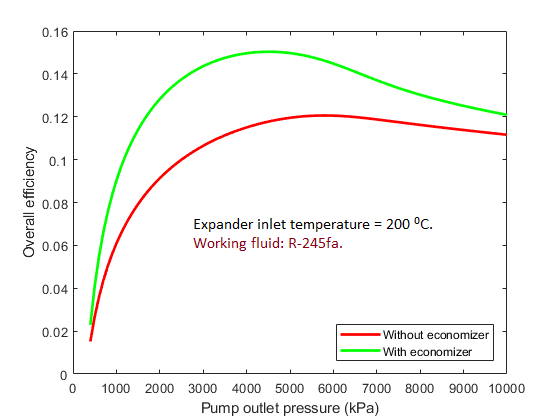 0.16
0.14
0.12
0.1
0.08
0.06
0.04
0.02
0
Overall efficiency
Expander inlet temperature = 200 ⁰C.
Working fluid: R-245fa.
Without economizer
With economizer
0 1000 2000 3000 4000 5000 6000 7000 8000 9000 10000
Pump outlet pressure (kPa)